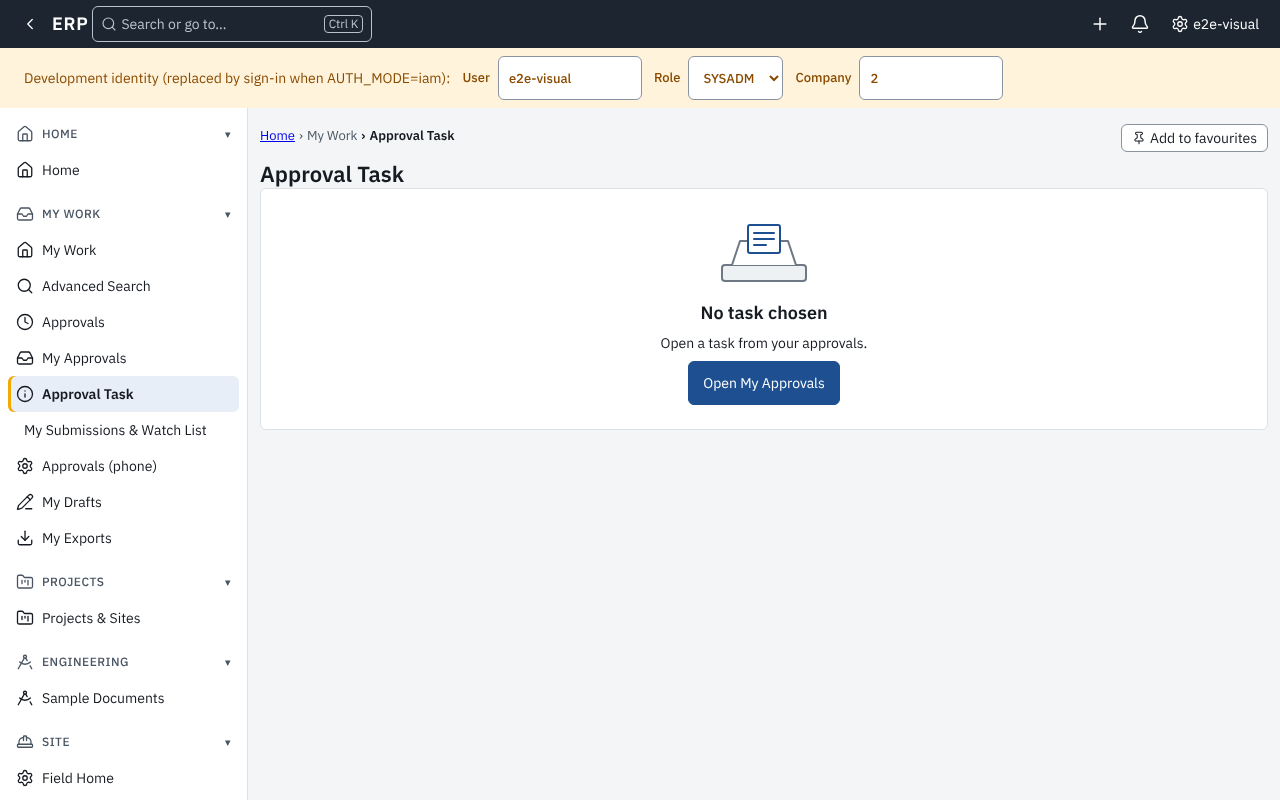 ERP
Search or go to...
Ctrl K
e2e-visual
Development identity (replaced by sign-in when AUTH_MODE=iam):
User
e2e-visual
Role
SYSADM
Company
2
HOME
Home
MY WORK
My Work
Advanced Search
Approvals
My Approvals
Approval Task
My Submissions & Watch List
Approvals (phone)
My Drafts
My Exports
PROJECTS
Projects & Sites
ENGINEERING
Sample Documents
SITE
Field Home
Home › My Work › Approval Task
Add to favourites
Approval Task
No task chosen
Open a task from your approvals.
Open My Approvals